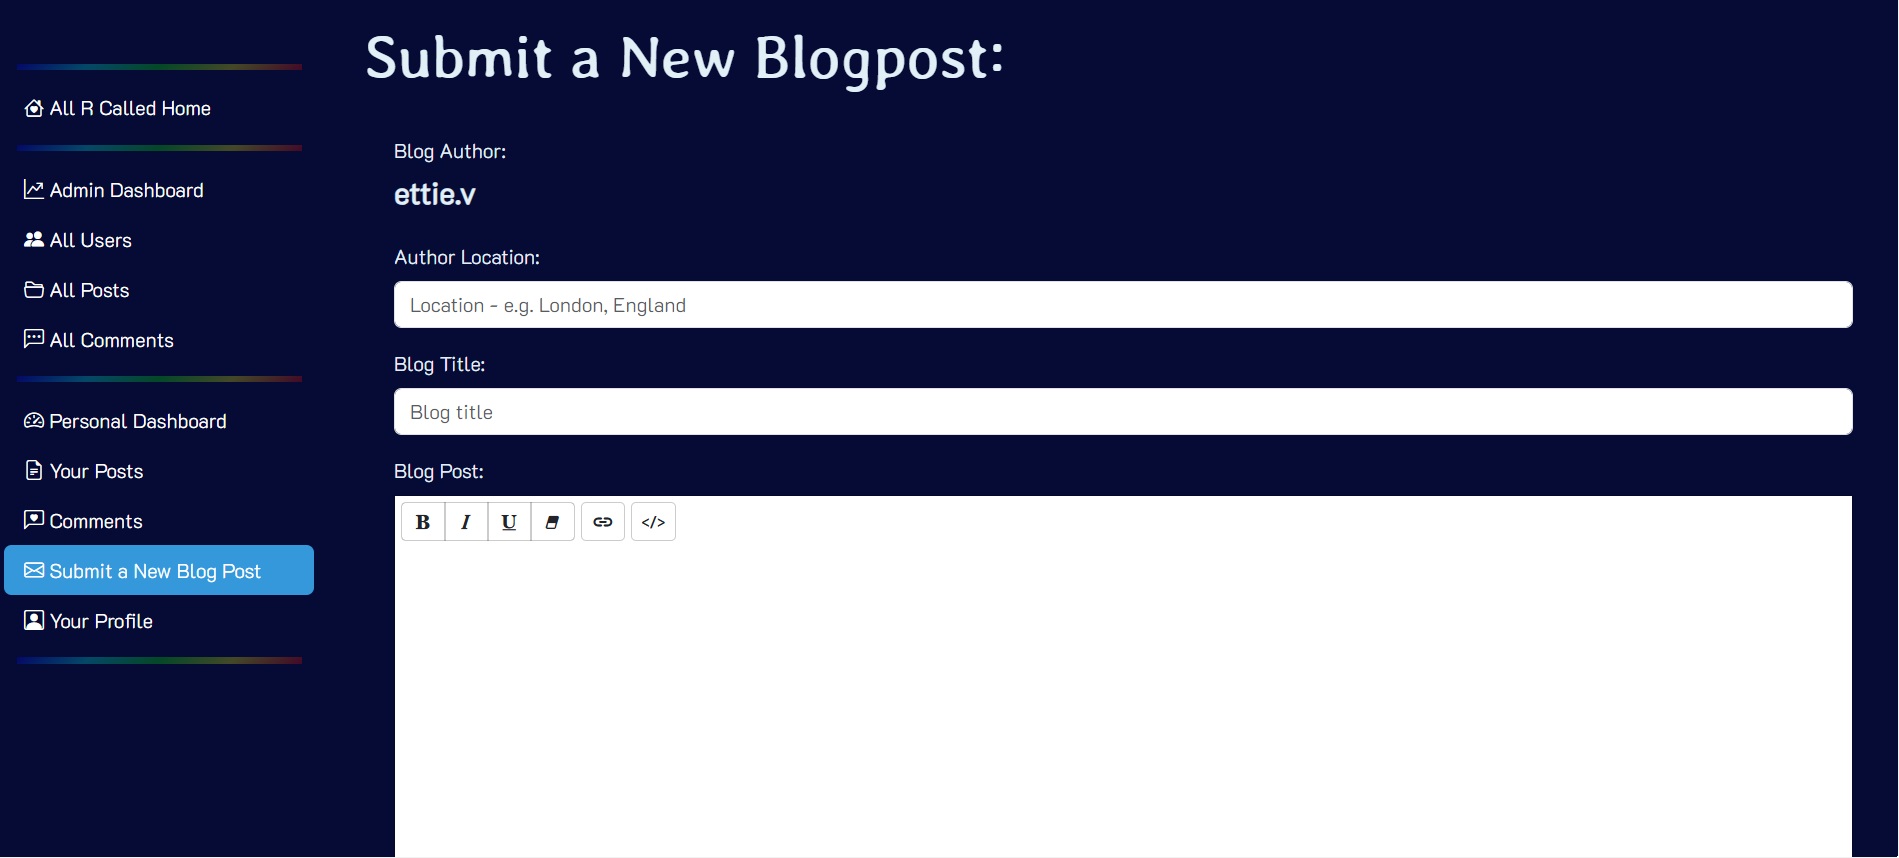 Submit a New Blogpost:
All R Called Home
Admin Dashboard
All Users
All Posts
All Comments
Personal Dashboard
Your Posts
Comments
Submit a New Blog Post
Your Profile
Blog Author:
ettie.v
Author Location:
Location - e.g. London, England
Blog Title:
Blog title
Blog Post:
B I U </>